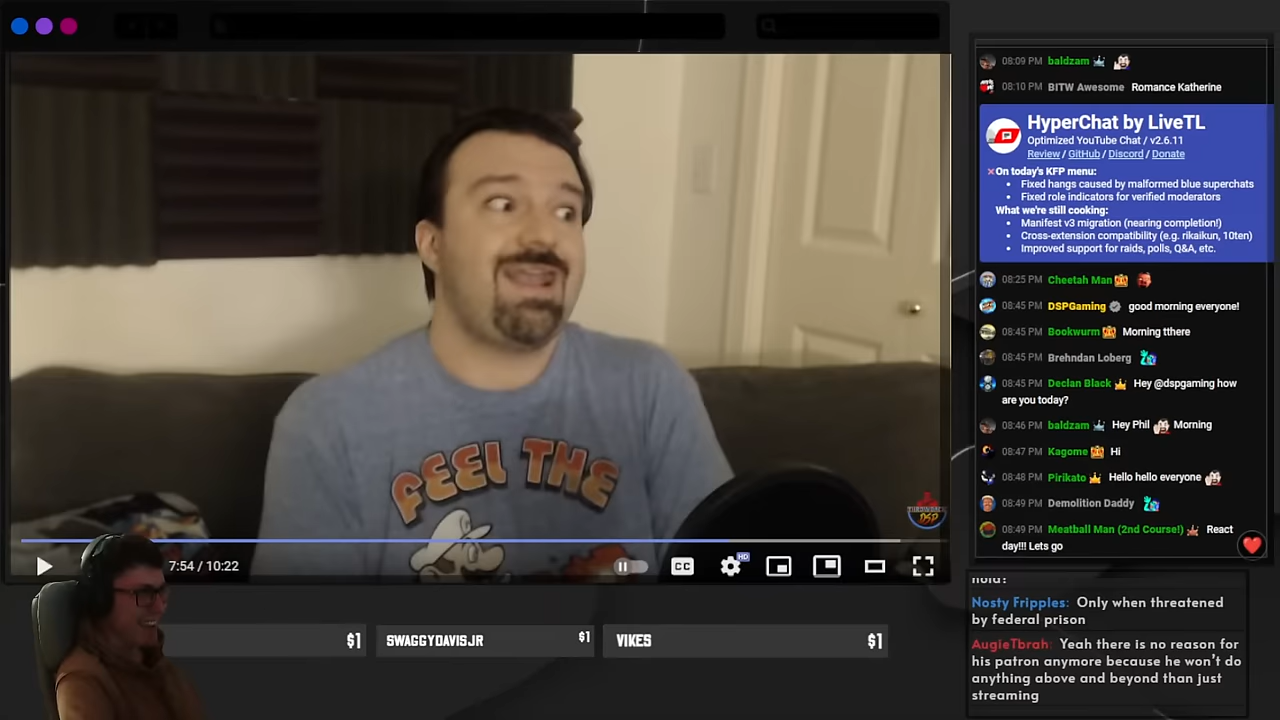 08:09 PM baldzam
08:10 PM BITW Awesome Romance Katherine
HyperChat by LiveTL
Optimized YouTube Chat / v2.6.11
Review / GitHub / Discord / Donate
×On today's KFP menu:
• Fixed hangs caused by malformed blue superchats
• Fixed role indicators for verified moderators
What we're still cooking:
• Manifest v3 migration (nearing completion!)
• Cross-extension compatibility (e.g. rikaikun, 10ten)
• Improved support for raids, polls, Q&A, etc.
08:25 PM Cheetah Man
08:45 PM DSPGaming good morning everyone!
08:45 PM Bookwurm Morning tthere
08:45 PM Brehndan Loberg
08:45 PM Declan Black Hey @dspgaming how
are you today?
08:46 PM baldzam Hey Phil Morning
08:47 PM Kagome Hi
08:48 PM Pirikato Hello hello everyone
08:49 PM Demolition Daddy
08:49 PM Meatball Man (2nd Course!) React
day!!! Lets go
Nosty Fripples: Only when threatened
by federal prison
AugieTbrah: Yeah there is no reason for
his patron anymore because he won't do
anything above and beyond than just
streaming
FEEL THE
THROWBACK
DSP
7:54 / 10:22
CC
HD
$1
SWAGGYDAVISJR $1
VIKES $1